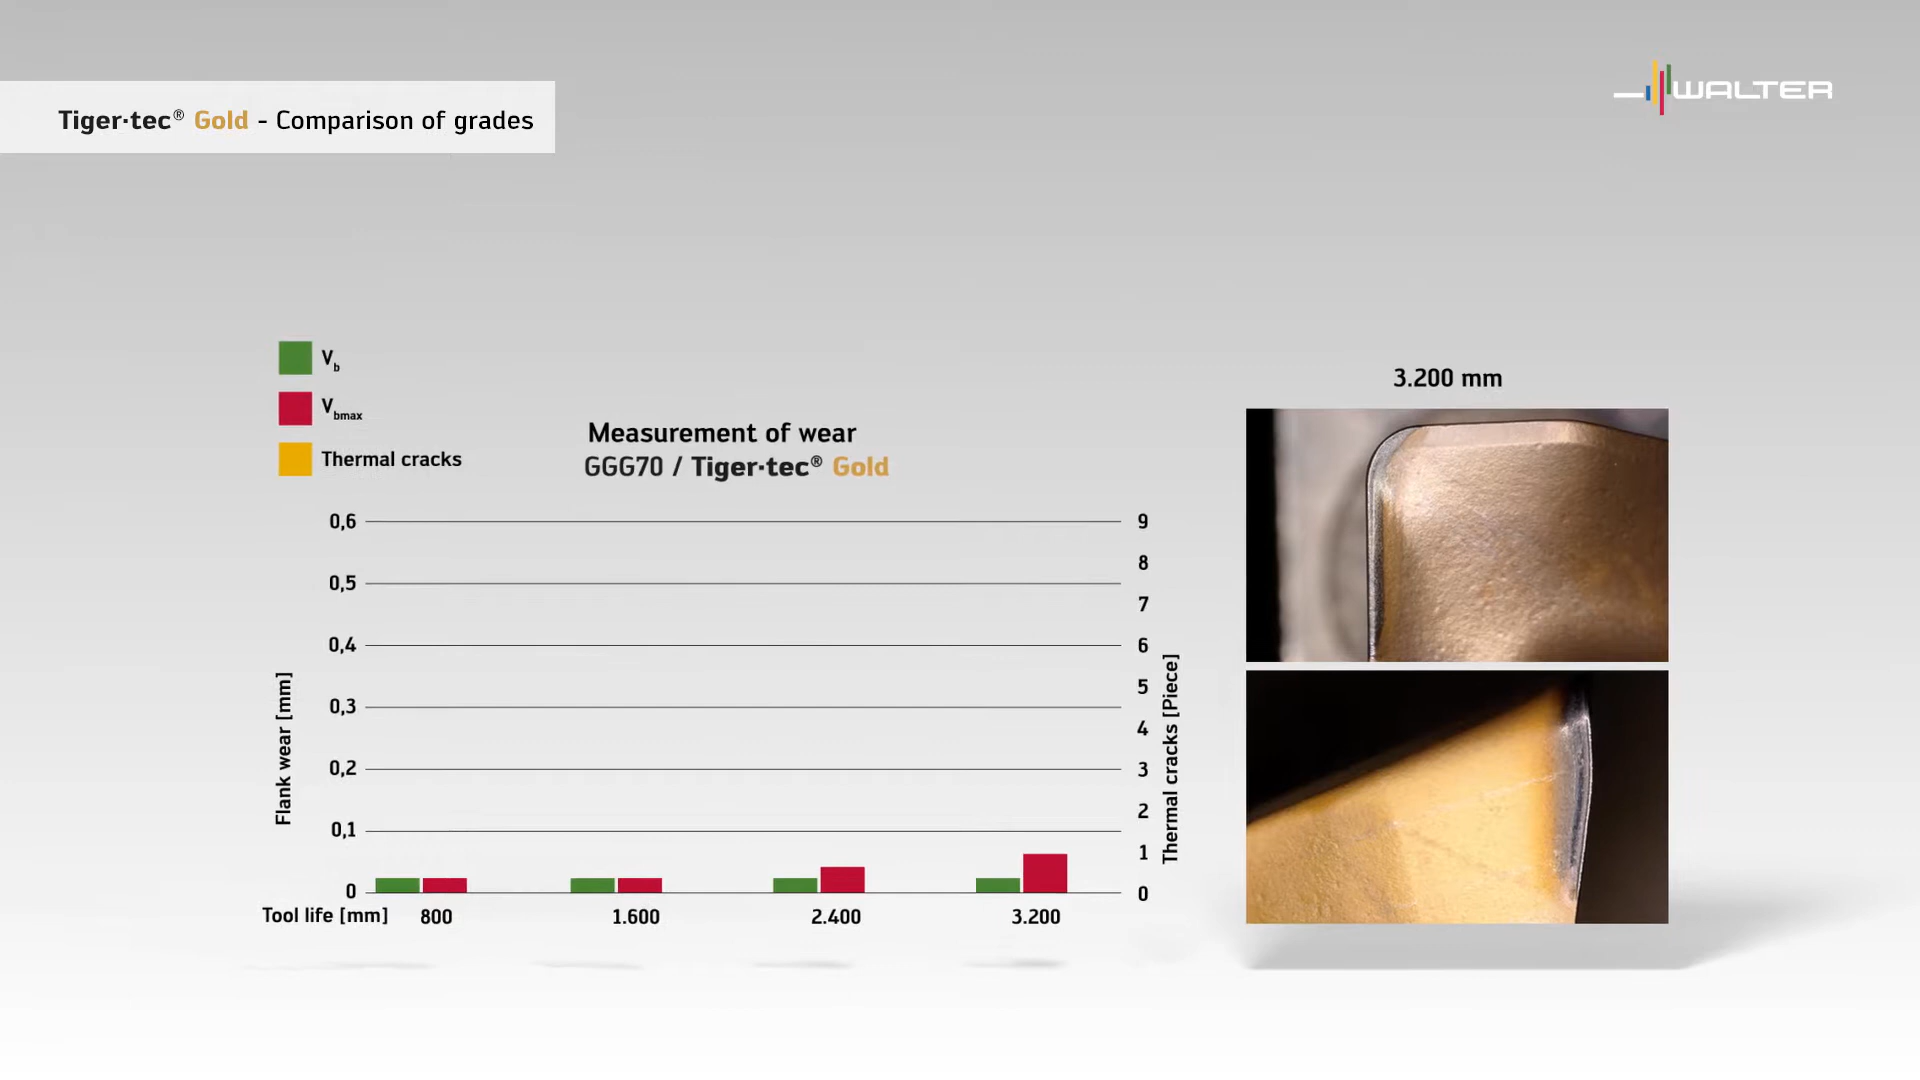 WALTER
Tiger·tec® Gold - Comparison of grades
Vb
Vbmax
Thermal cracks
Measurement of wear
GGG70 / Tiger·tec® Gold
3.200 mm
0,6
0,5
0,4
0,3
0,2
0,1
0
Flank wear [mm]
9
8
7
6
5
4
3
2
1
0
Thermal cracks [Piece]
Tool life [mm] 800 1.600 2.400 3.200